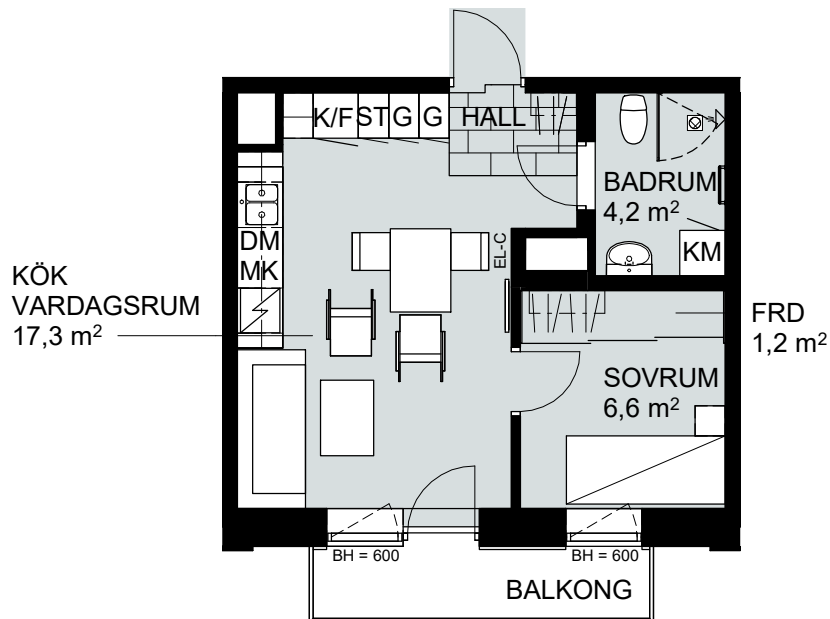 K/F ST G G HALL
BADRUM
4,2 m²
DM
MK
EL-C
KM
KÖK
VARDAGSRUM
17,3 m²
FRD
1,2 m²
SOVRUM
6,6 m²
BH = 600
BH = 600
BALKONG